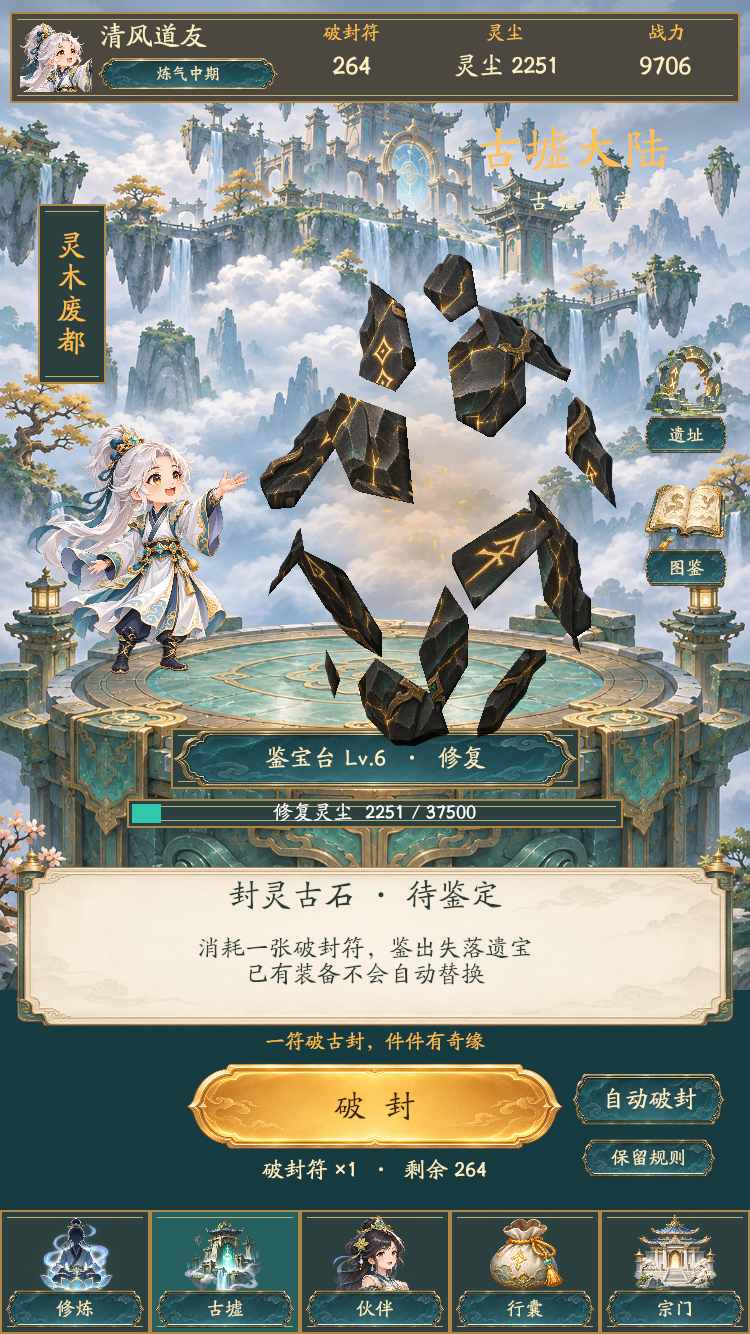 清风道友
炼气中期
破封符
264
灵尘
灵尘 2251
战力
9706
古墟大陆
灵木废都
遗址
图鉴
鉴宝台 Lv.6 · 修复
修复灵尘 2251 / 37500
封灵古石 · 待鉴定
消耗一张破封符，鉴出失落遗宝
已有装备不会自动替换
一符破古封，件件有奇缘
破 封
自动破封
破封符 ×1 · 剩余 264
保留规则
修炼
古墟
伙伴
行囊
宗门